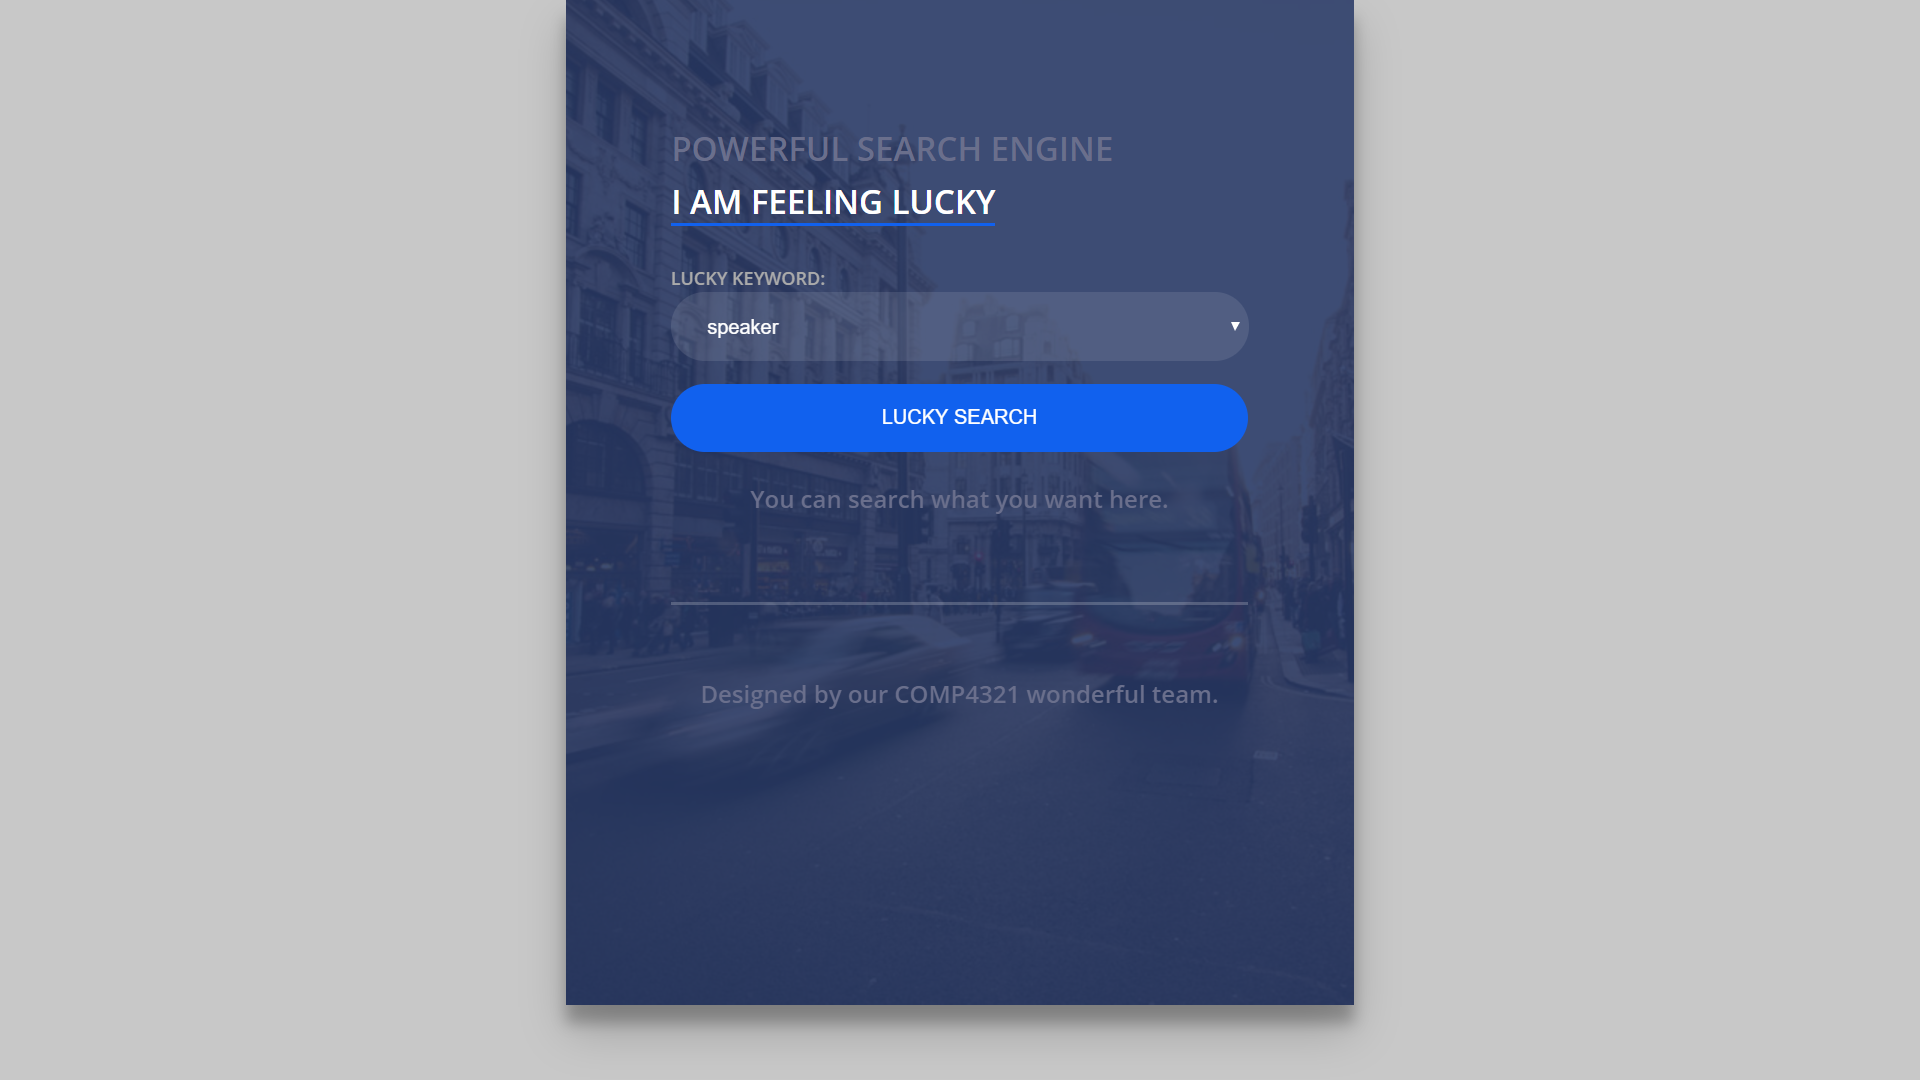 POWERFUL SEARCH ENGINE
I AM FEELING LUCKY
LUCKY KEYWORD:
speaker
LUCKY SEARCH
You can search what you want here.
Designed by our COMP4321 wonderful team.